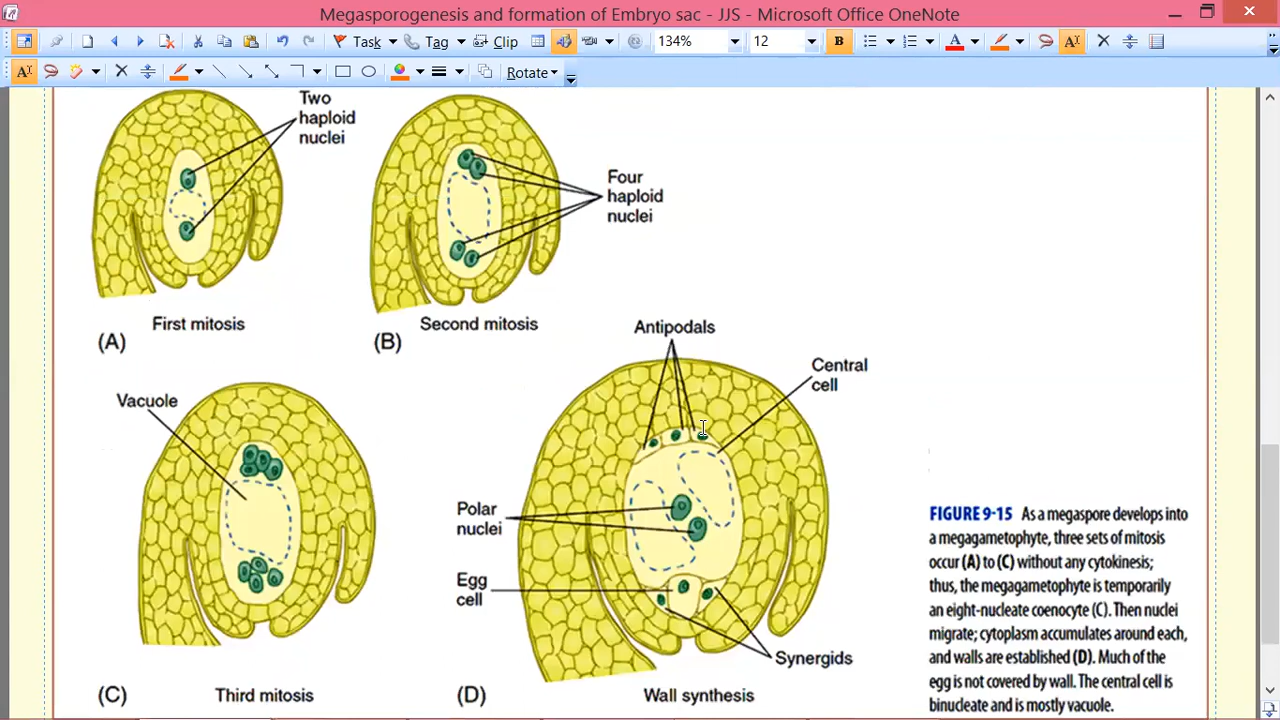 Megasporogenesis and formation of Embryo sac - JJS - Microsoft Office OneNote
Task Tag Clip 134% 12 B A A
A Rotate
Two
haploid
nuclei
Four
haploid
nuclei
First mitosis
(A)
Second mitosis
(B)
Antipodals
Central
cell
Vacuole
Polar
nuclei
Egg
cell
Synergids
(C)
Third mitosis
(D)
Wall synthesis
FIGURE 9-15 As a megaspore develops into
a megagametophyte, three sets of mitosis
occur (A) to (C) without any cytokinesis;
thus, the megagametophyte is temporarily
an eight-nucleate coenocyte (C). Then nuclei
migrate; cytoplasm accumulates around each,
and walls are established (D). Much of the
egg is not covered by wall. The central cell is
binucleate and is mostly vacuole.